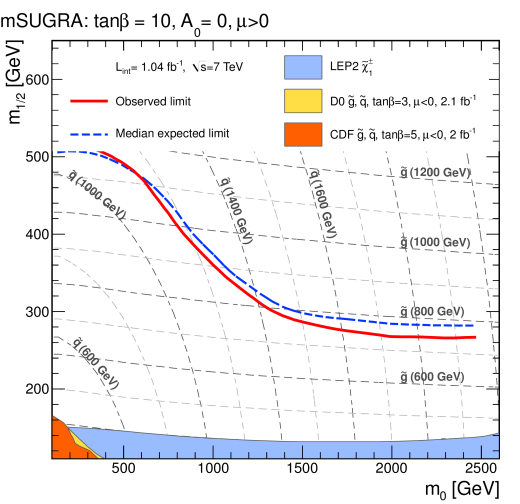 mSUGRA: tanβ = 10, A₀= 0, μ>0
m₁/₂ [GeV]
L_int= 1.04 fb⁻¹, √s=7 TeV
Observed limit
Median expected limit
LEP2 χ̃₁±
D0 g̃, q̃, tanβ=3, μ<0, 2.1 fb⁻¹
CDF g̃, q̃, tanβ=5, μ<0, 2 fb⁻¹
600
500
400
300
200
q̃ (1000 GeV)
q̃ (1400 GeV)
q̃ (1600 GeV)
q̃ (600 GeV)
g̃ (1200 GeV)
g̃ (1000 GeV)
g̃ (800 GeV)
g̃ (600 GeV)
500 1000 1500 2000 2500
m₀ [GeV]